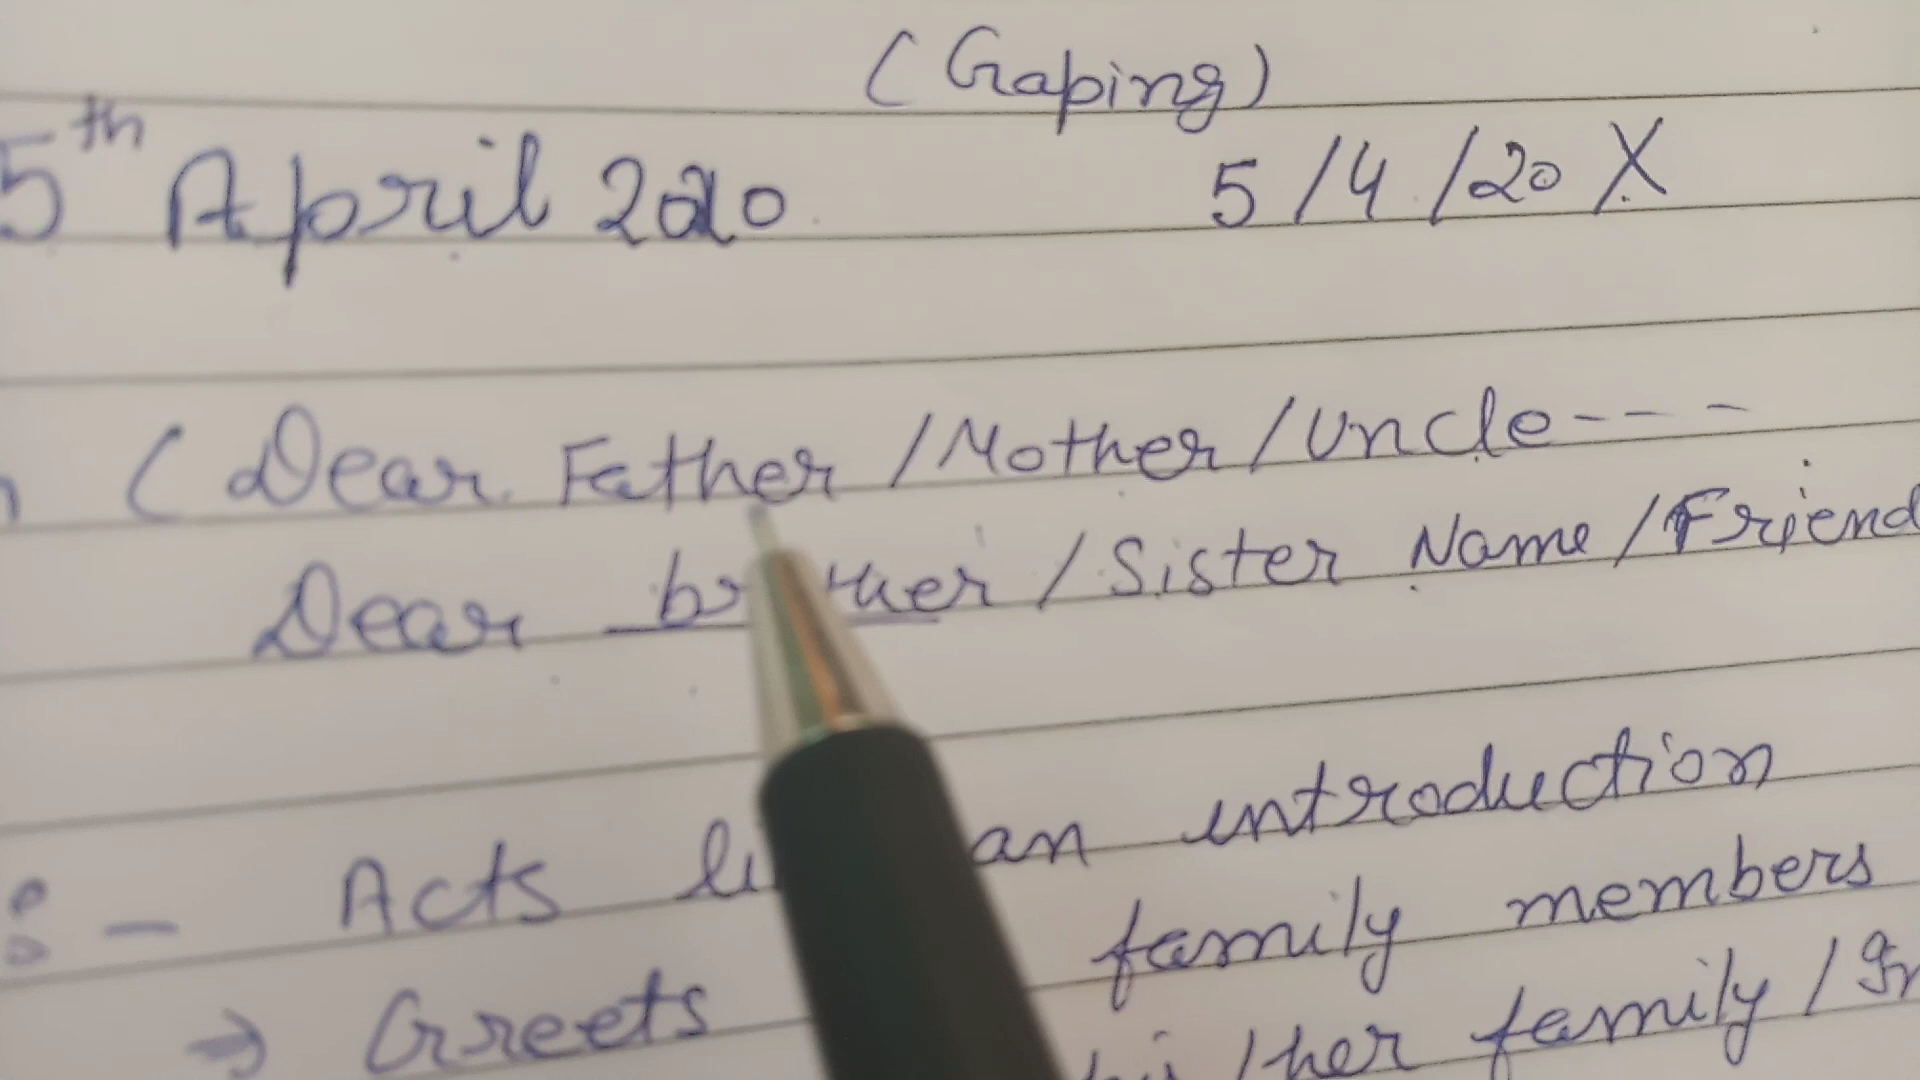 (Gaping)
5th April 2020 5/4/20 X
(Dear Father /Mother /Uncle----
Dear /Sister Name /Friend
:- Acts an introduction
family members
→ Greets
/her family /